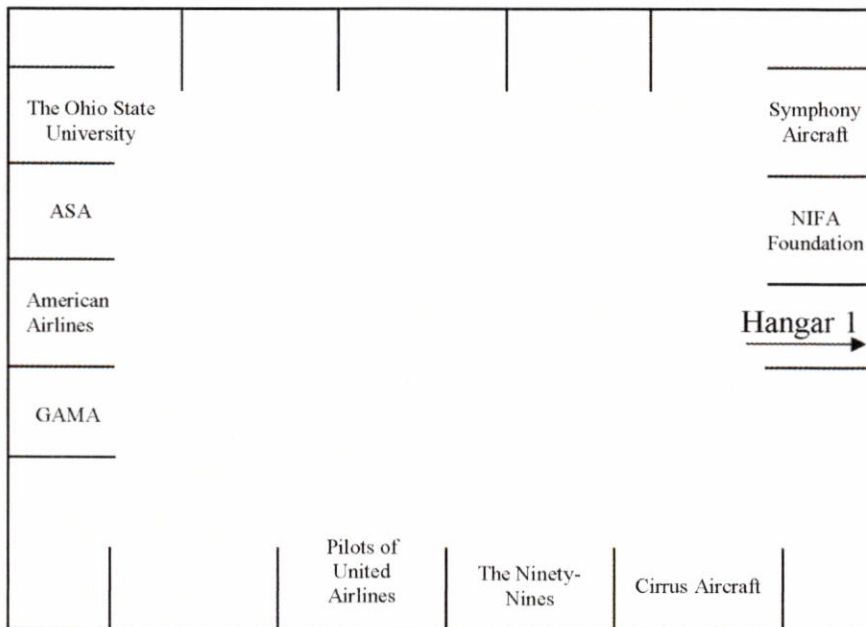 The Ohio State
University
Symphony
Aircraft
ASA
NIFA
Foundation
American
Airlines
Hangar 1
GAMA
Pilots of
United
Airlines
The Ninety-
Nines
Cirrus Aircraft